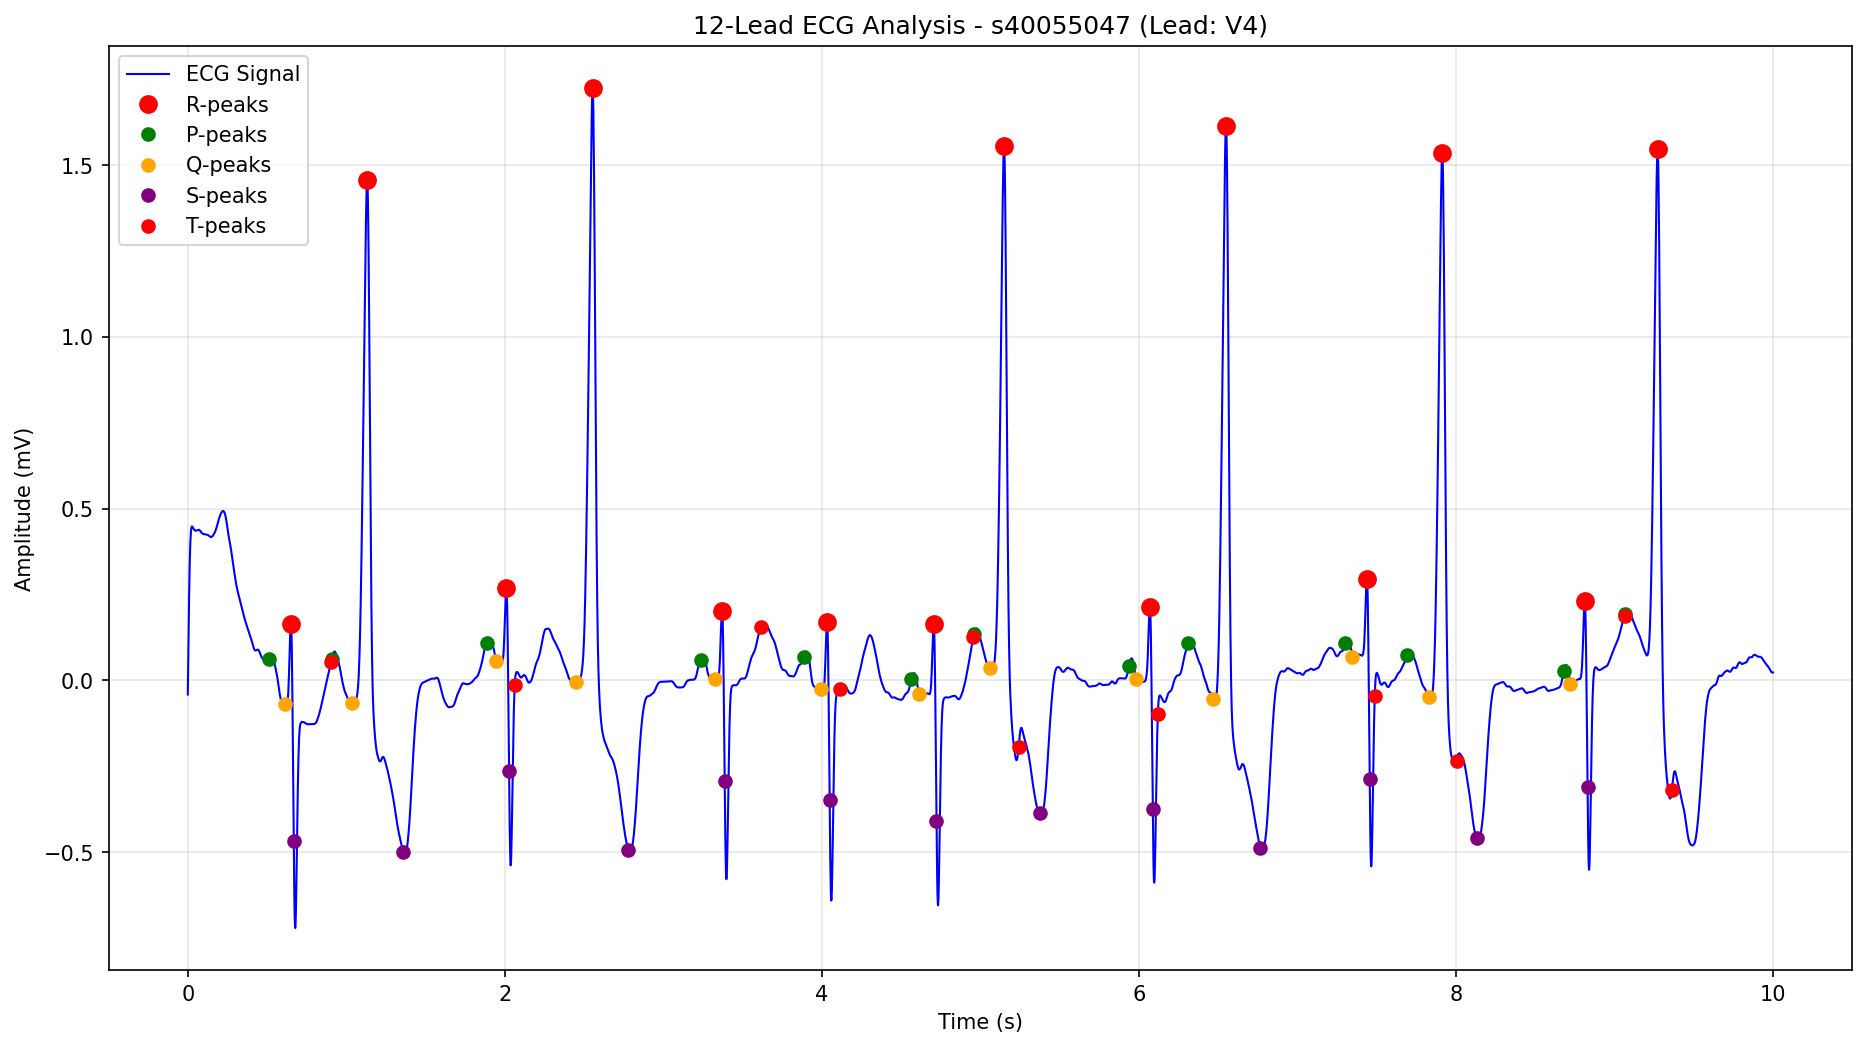 12-Lead ECG Analysis - s40055047 (Lead: V4)
ECG Signal
R-peaks
P-peaks
Q-peaks
S-peaks
T-peaks
Amplitude (mV)
1.5
1.0
0.5
0.0
−0.5
0 2 4 6 8 10
Time (s)